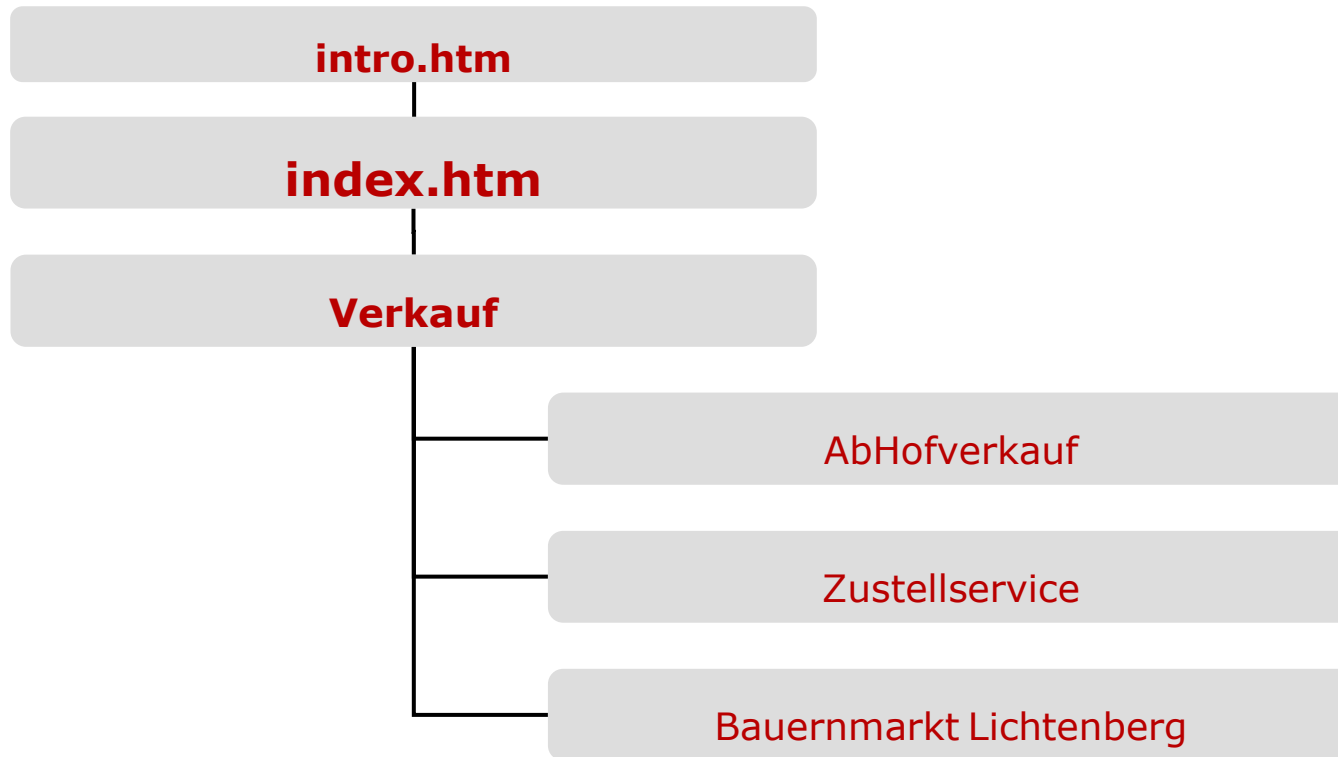 intro.htm
index.htm
Verkauf
AbHofverkauf
Zustellservice
Bauernmarkt Lichtenberg